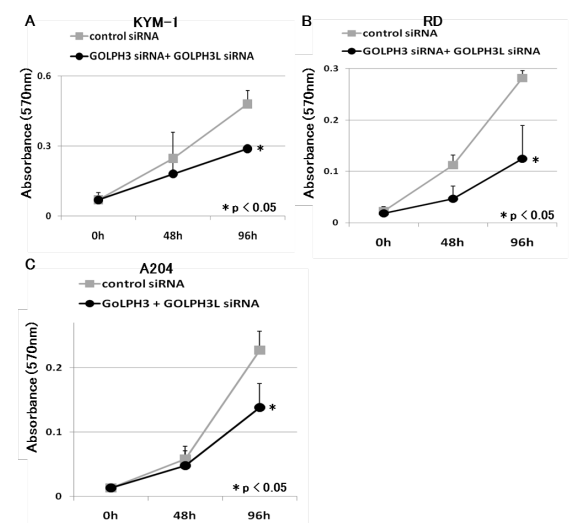 A
KYM-1
control siRNA
GOLPH3 siRNA+ GOLPH3L siRNA
Absorbance (570nm)
0.6
0.3
0
* p < 0.05
*
0h 48h 96h
B
RD
control siRNA
GOLPH3 siRNA+ GOLPH3L siRNA
Absorbance (570nm)
0.3
0.2
0.1
0
* p < 0.05
*
0h 48h 96h
C
A204
control siRNA
GoLPH3 + GOLPH3L siRNA
Absorbance (570nm)
0.2
0.1
0
* p < 0.05
*
0h 48h 96h